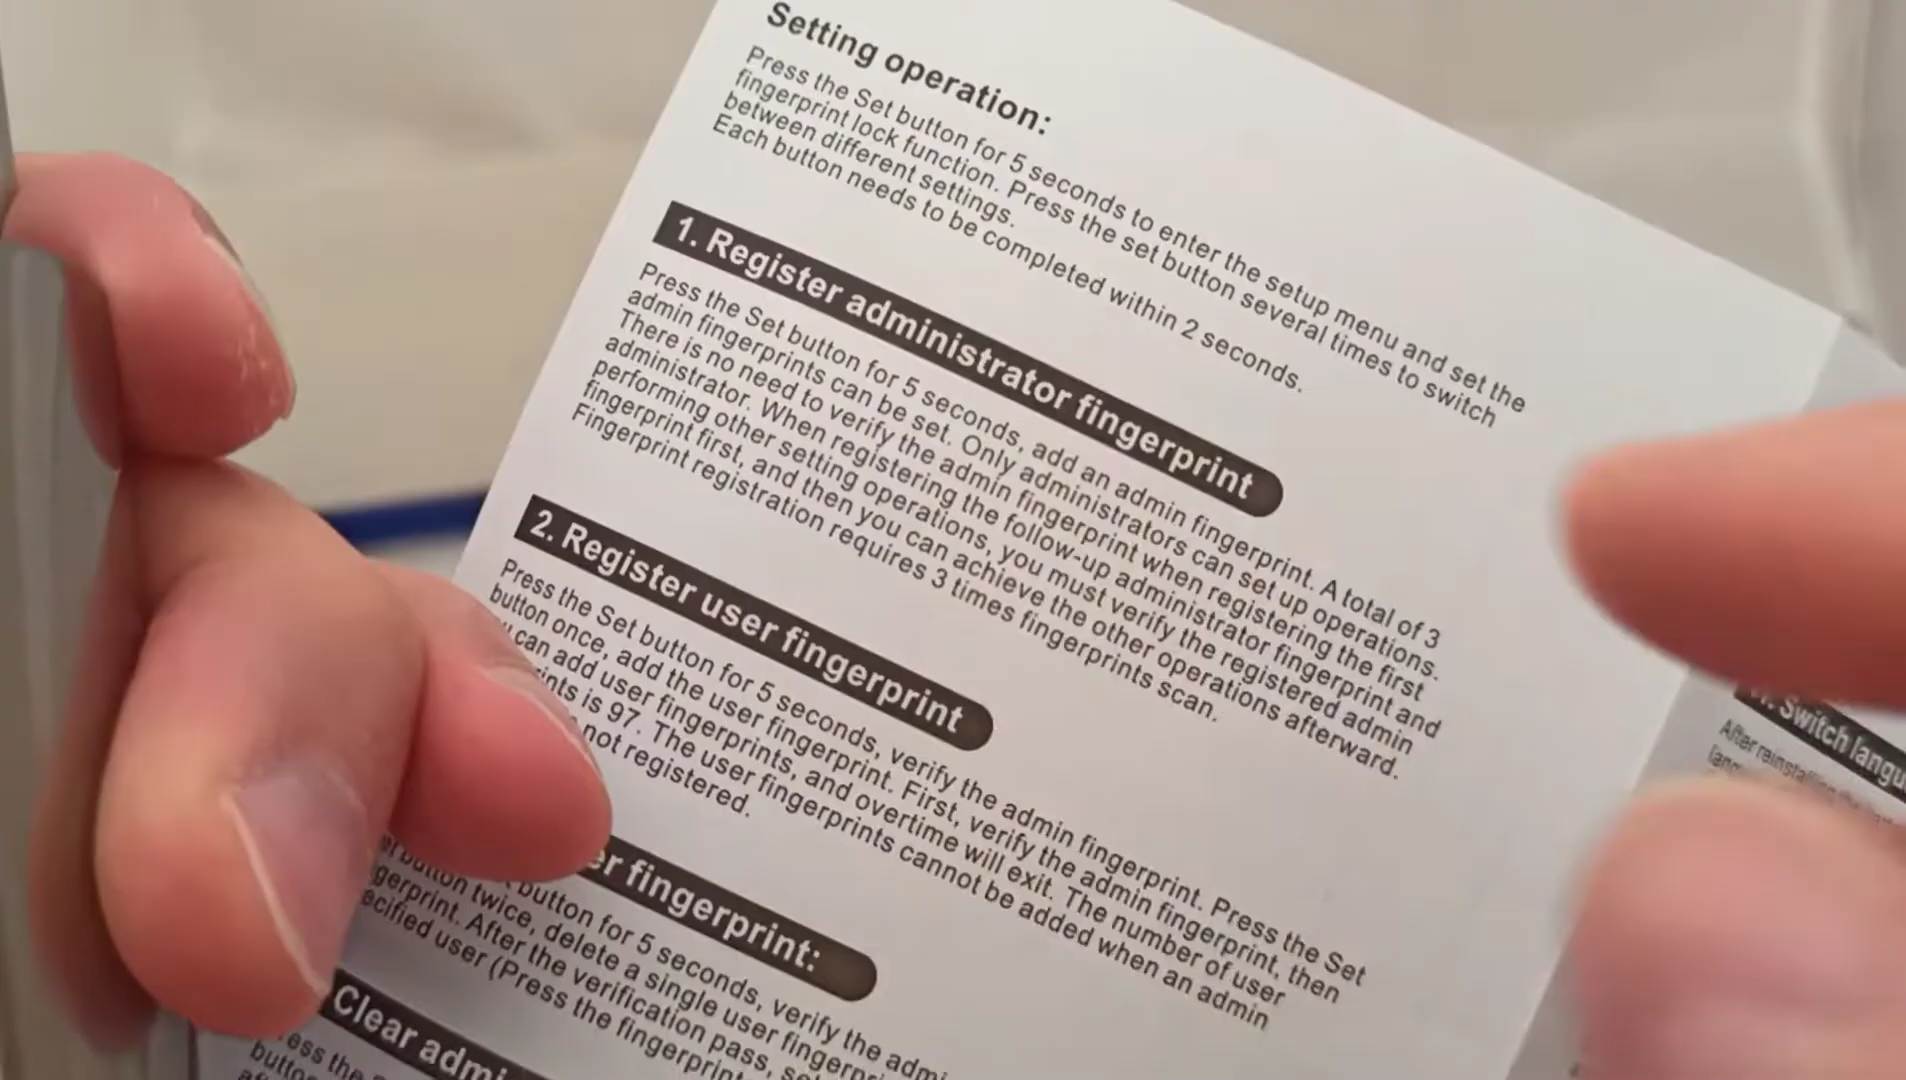 Setting operation:
Press the Set button for 5 seconds to enter the setup menu and set the
fingerprint lock function. Press the set button several times to switch
between different settings.
Each button needs to be completed within 2 seconds.
1. Register administrator fingerprint
Press the Set button for 5 seconds, add an admin fingerprint. A total of 3
admin fingerprints can be set. Only administrators can set up operations.
There is no need to verify the admin fingerprint when registering the first
administrator. When registering the follow-up administrator fingerprint and
performing other setting operations, you must verify the registered admin
fingerprint first, and then you can achieve the other operations afterward.
Fingerprint registration requires 3 times fingerprints scan.
2. Register user fingerprint
Press the Set button for 5 seconds, verify the admin fingerprint. Press the Set
button once, add the user fingerprint. First, verify the admin fingerprint, then
can add user fingerprints, and overtime will exit. The number of user
is 97. The user fingerprints cannot be added when an admin
not registered.
fingerprint:
button for 5 seconds, verify the
button twice, delete a single user
After the verification pass,
user (Press the fingerprint
Clear
the
Switch
After